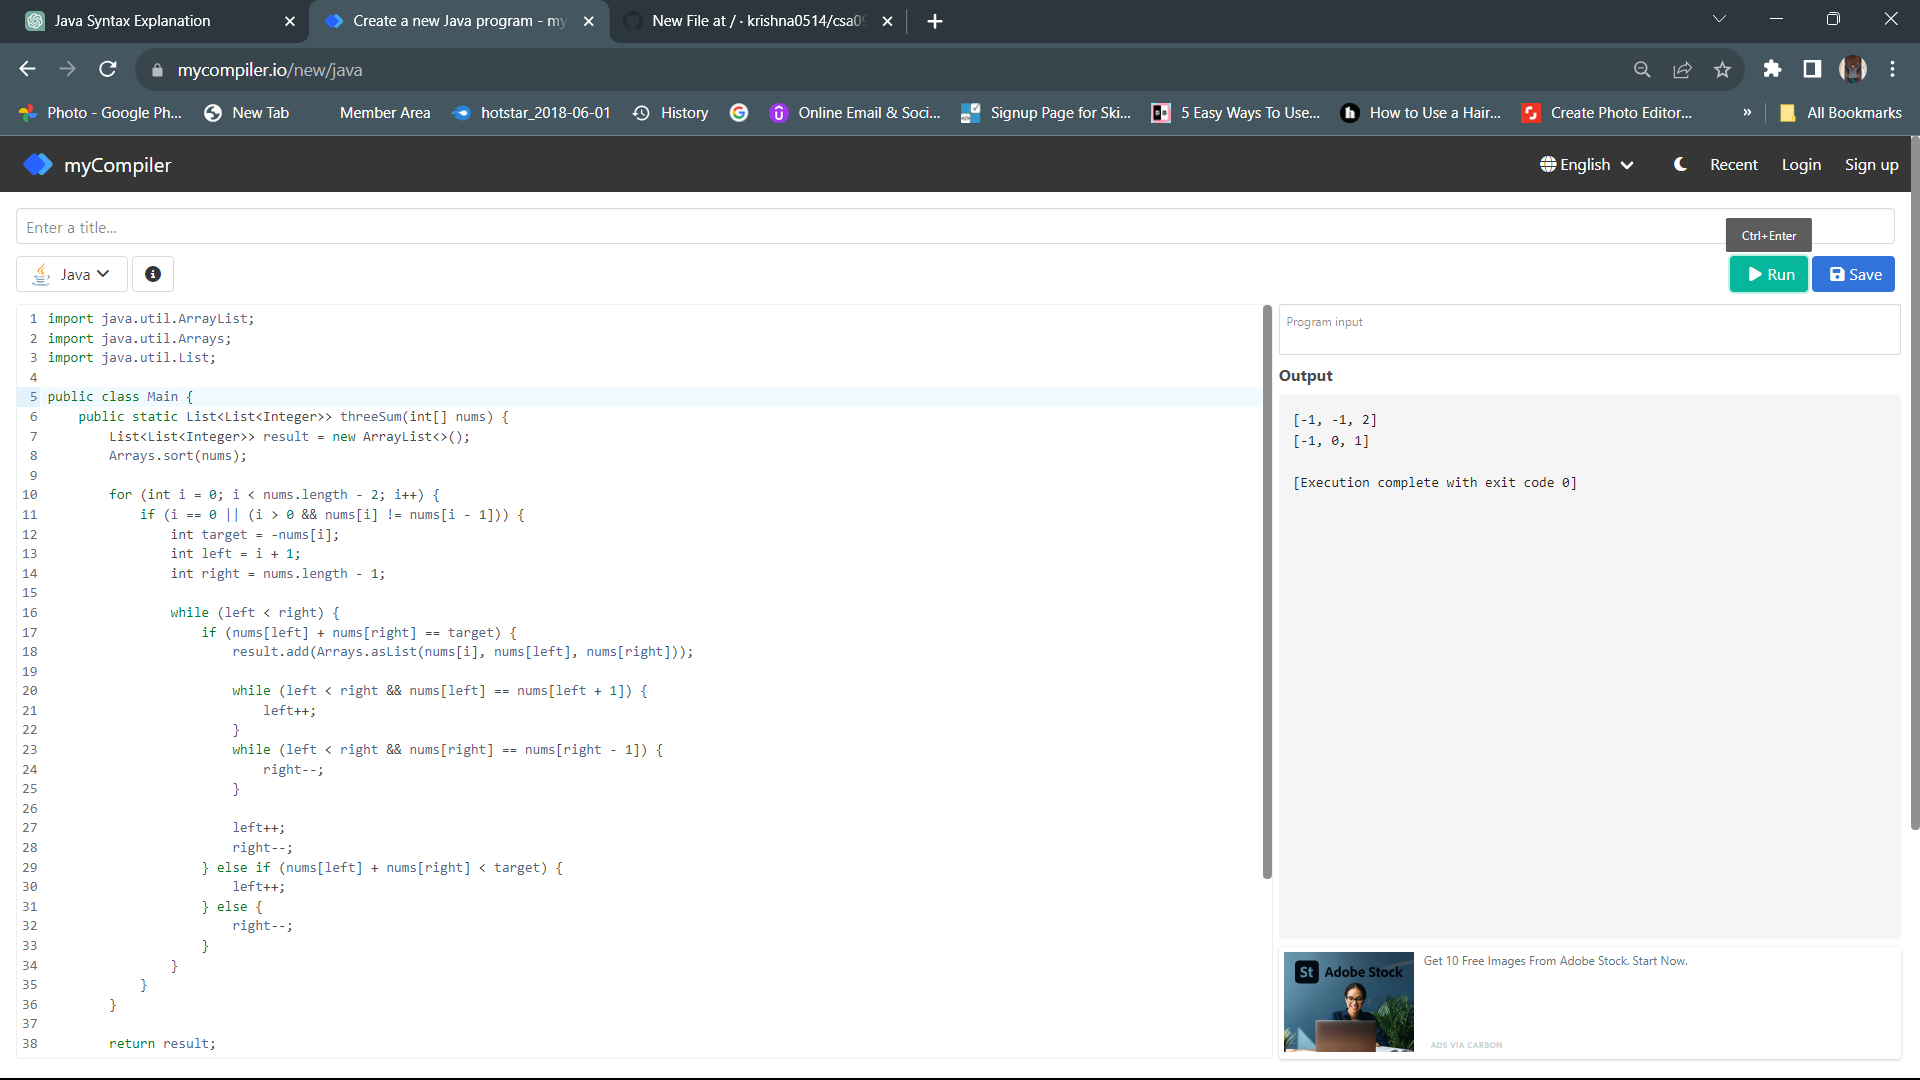 Java Syntax Explanation
Create a new Java program - my
New File at / · krishna0514/csa09
mycompiler.io/new/java
Photo - Google Ph...
New Tab
Member Area
hotstar_2018-06-01
History
Online Email & Soci...
Signup Page for Ski...
5 Easy Ways To Use...
How to Use a Hair...
Create Photo Editor...
»
All Bookmarks
myCompiler
English
Recent
Login
Sign up
Enter a title...
Ctrl+Enter
Java
Run
Save
1 import java.util.ArrayList;
2 import java.util.Arrays;
3 import java.util.List;
4
5 public class Main {
6     public static List<List<Integer>> threeSum(int[] nums) {
7         List<List<Integer>> result = new ArrayList<>();
8         Arrays.sort(nums);
9
10         for (int i = 0; i < nums.length - 2; i++) {
11             if (i == 0 || (i > 0 && nums[i] != nums[i - 1])) {
12                 int target = -nums[i];
13                 int left = i + 1;
14                 int right = nums.length - 1;
15
16                 while (left < right) {
17                     if (nums[left] + nums[right] == target) {
18                         result.add(Arrays.asList(nums[i], nums[left], nums[right]));
19
20                         while (left < right && nums[left] == nums[left + 1]) {
21                             left++;
22                         }
23                         while (left < right && nums[right] == nums[right - 1]) {
24                             right--;
25                         }
26
27                         left++;
28                         right--;
29                     } else if (nums[left] + nums[right] < target) {
30                         left++;
31                     } else {
32                         right--;
33                     }
34                 }
35             }
36         }
37
38         return result;
Program input
Output
[-1, -1, 2]
[-1, 0, 1]
[Execution complete with exit code 0]
St Adobe Stock
Get 10 Free Images From Adobe Stock. Start Now.
ADS VIA CARBON